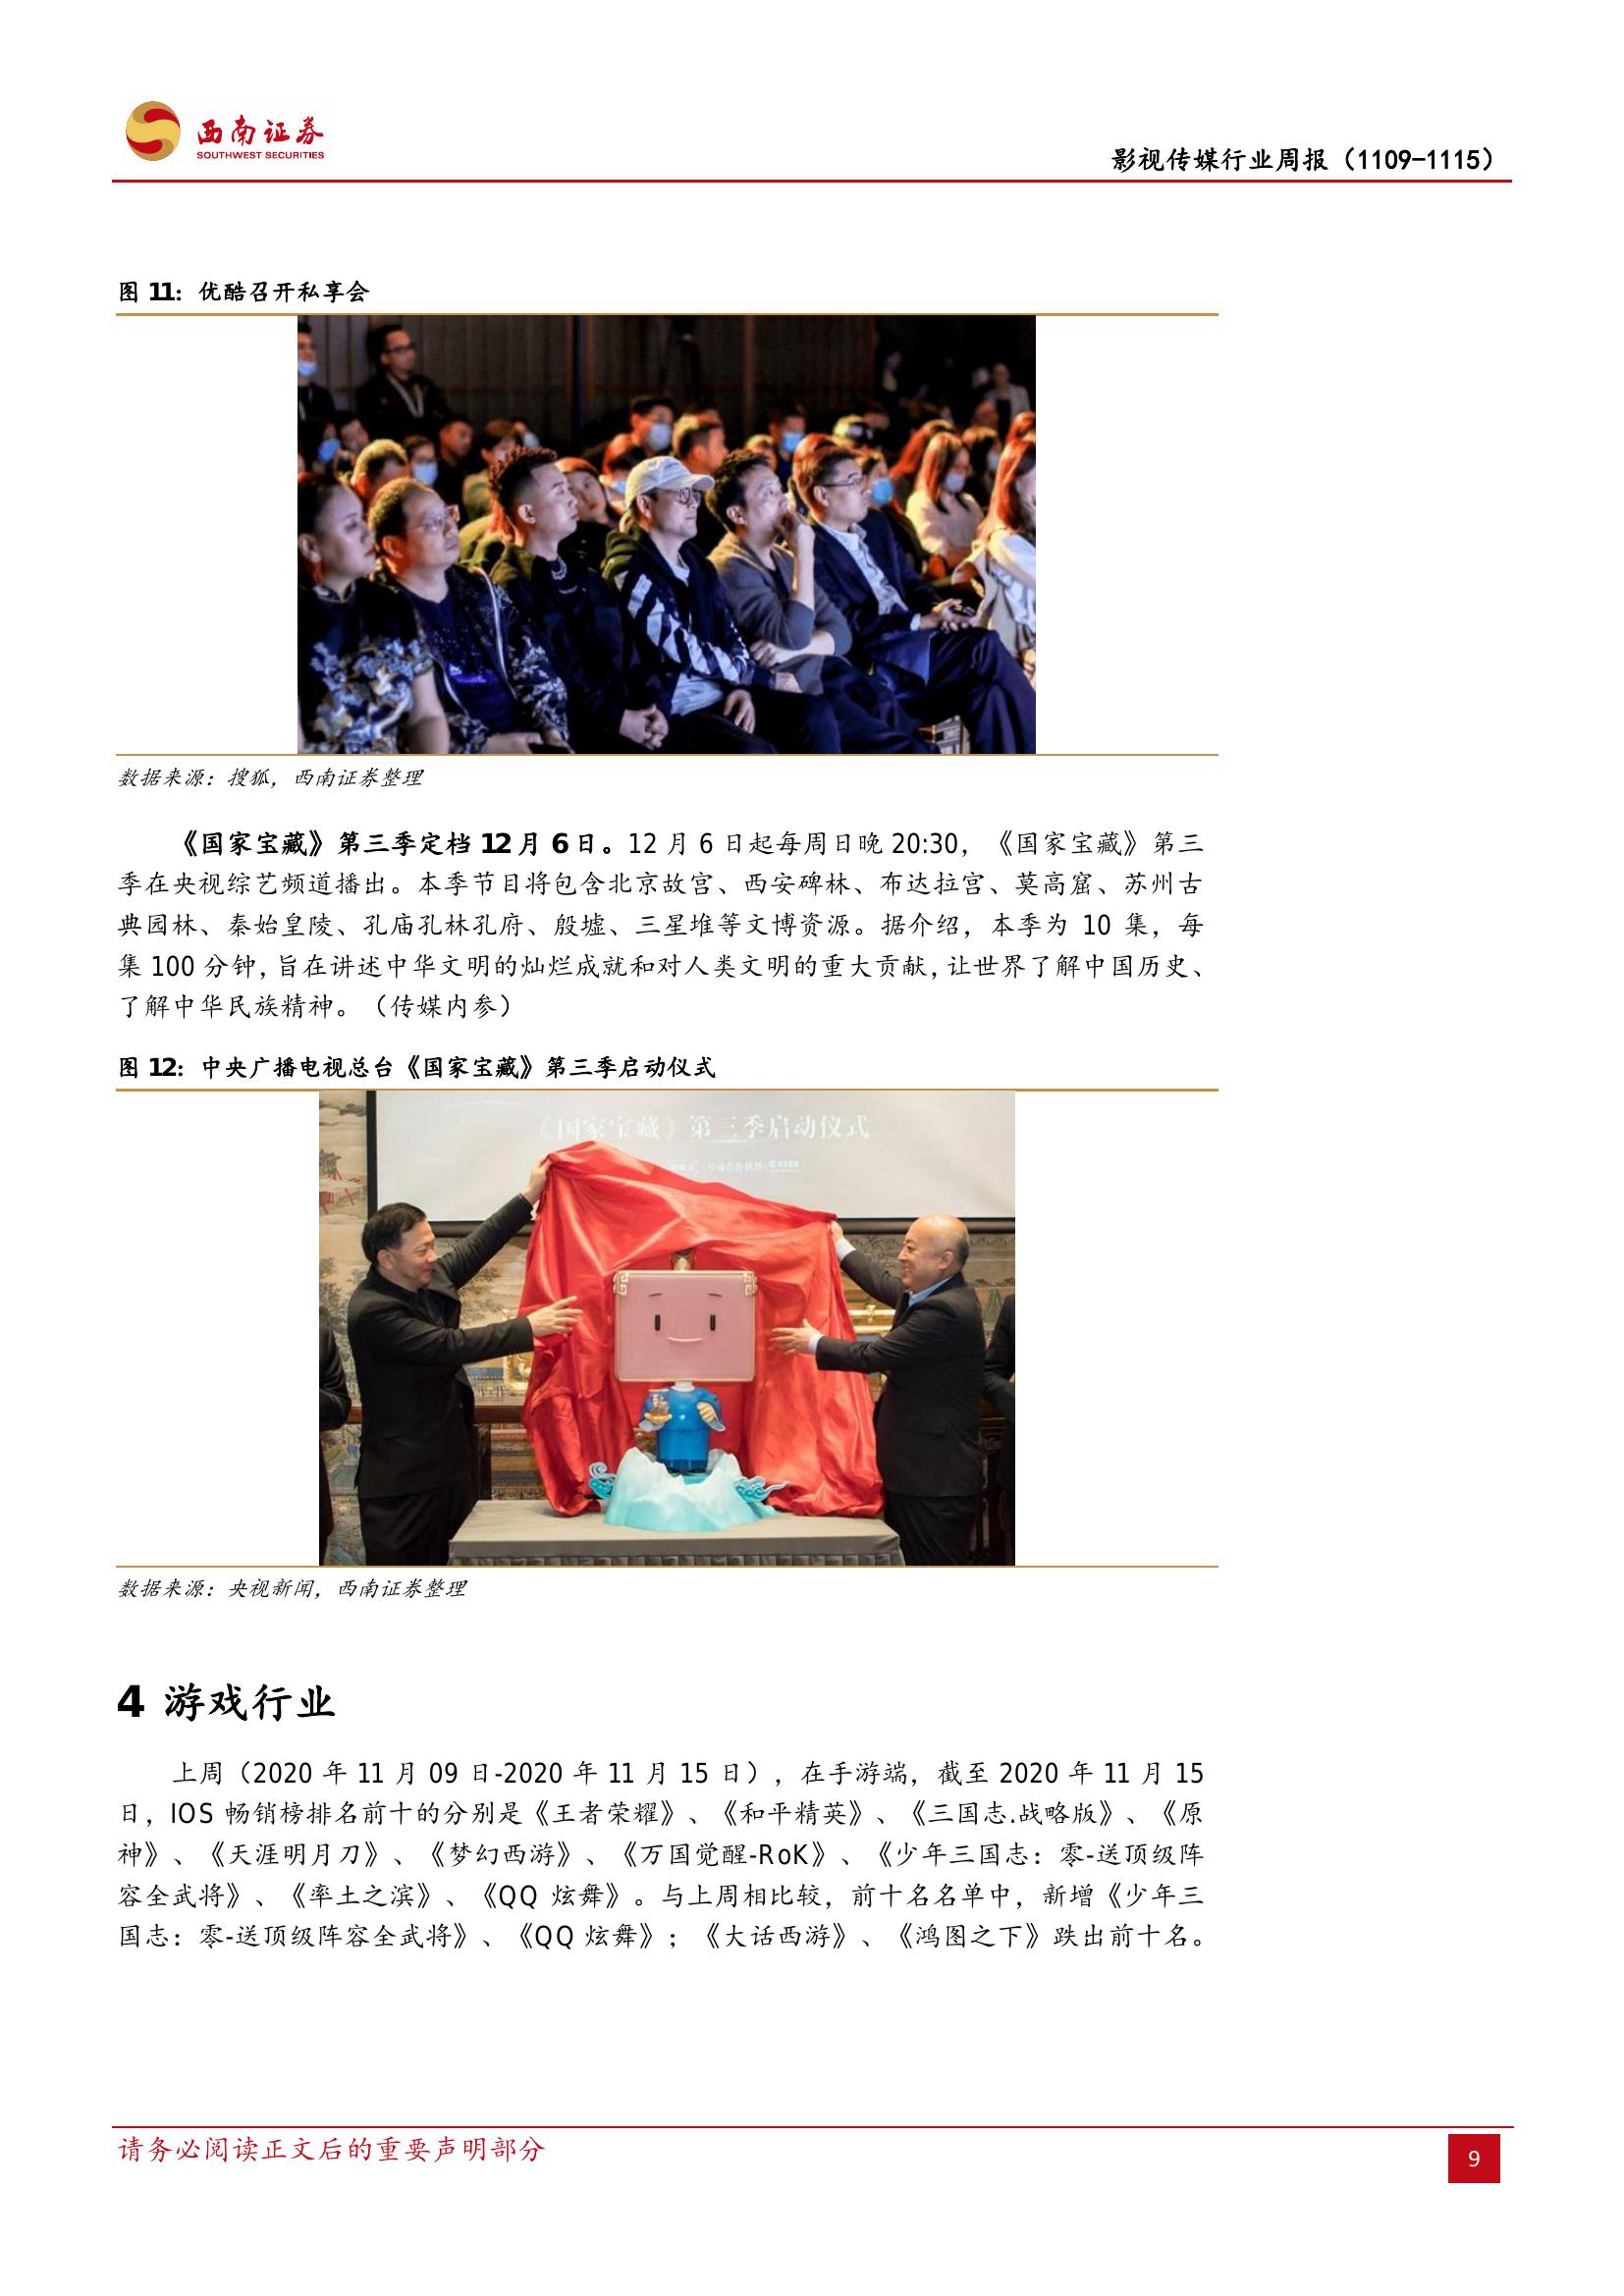 西南证券
SOUTHWEST SECURITIES
影视传媒行业周报（1109-1115）
图 11：优酷召开私享会
数据来源：搜狐，西南证券整理
《国家宝藏》第三季定档 12 月 6 日。12 月 6 日起每周日晚 20:30，《国家宝藏》第三
季在央视综艺频道播出。本季节目将包含北京故宫、西安碑林、布达拉宫、莫高窟、苏州古
典园林、秦始皇陵、孔庙孔林孔府、殷墟、三星堆等文博资源。据介绍，本季为 10 集，每
集 100 分钟，旨在讲述中华文明的灿烂成就和对人类文明的重大贡献，让世界了解中国历史、
了解中华民族精神。（传媒内参）
图 12：中央广播电视总台《国家宝藏》第三季启动仪式
《国家宝藏》第三季启动仪式
数据来源：央视新闻，西南证券整理
4 游戏行业
上周（2020 年 11 月 09 日-2020 年 11 月 15 日），在手游端，截至 2020 年 11 月 15
日，IOS 畅销榜排名前十的分别是《王者荣耀》、《和平精英》、《三国志.战略版》、《原
神》、《天涯明月刀》、《梦幻西游》、《万国觉醒-RoK》、《少年三国志：零-送顶级阵
容全武将》、《率土之滨》、《QQ 炫舞》。与上周相比较，前十名名单中，新增《少年三
国志：零-送顶级阵容全武将》、《QQ 炫舞》；《大话西游》、《鸿图之下》跌出前十名。
请务必阅读正文后的重要声明部分
9